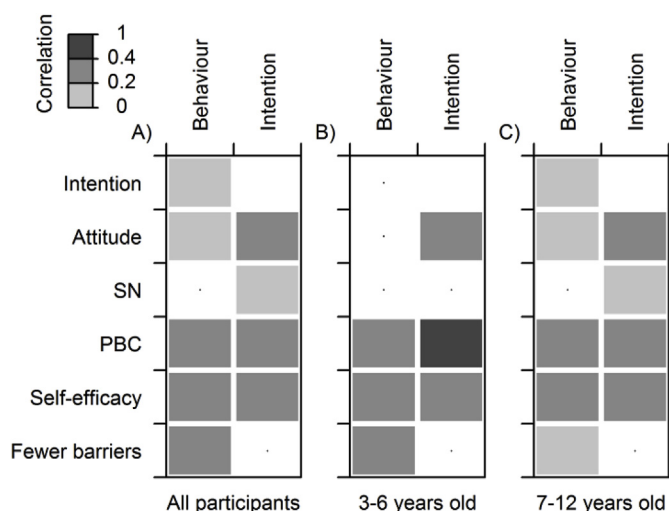 Correlation
1
0.4
0.2
0
A)
Behaviour
Intention
B)
Behaviour
Intention
C)
Behaviour
Intention
Intention
Attitude
SN
PBC
Self-efficacy
Fewer barriers
All participants
3-6 years old
7-12 years old